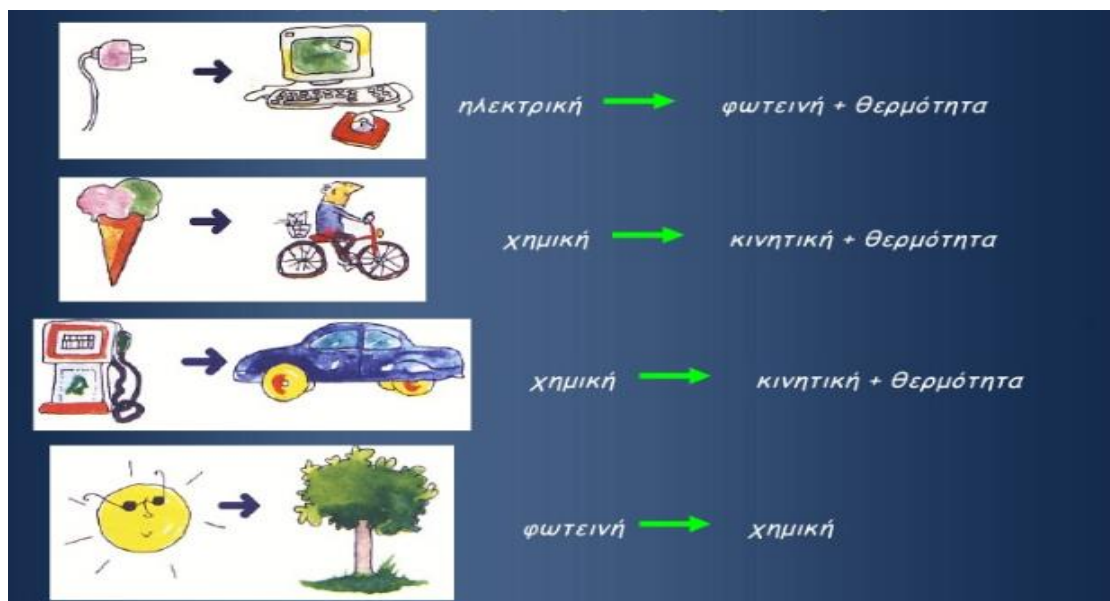 ηλεκτρική → φωτεινή + θερμότητα
χημική → κινητική + θερμότητα
χημική → κινητική + θερμότητα
φωτεινή → χημική